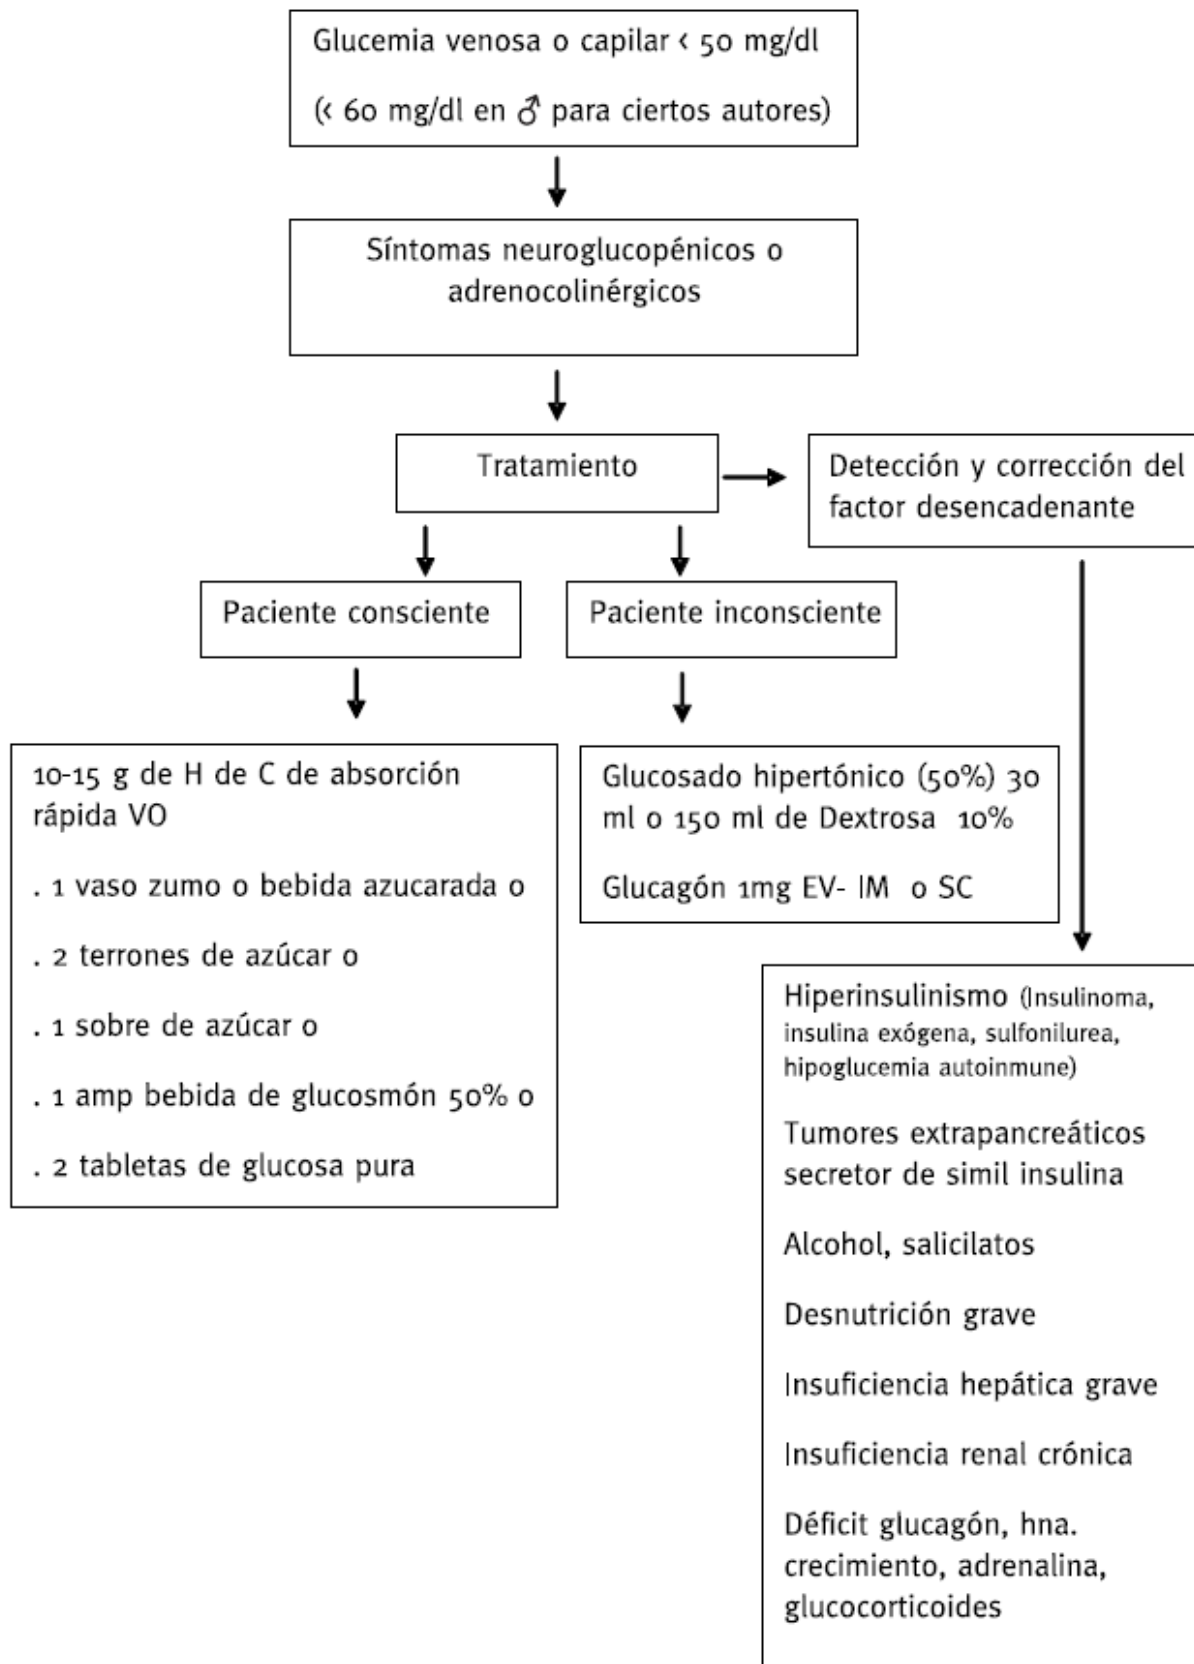 Glucemia venosa o capilar < 50 mg/dl
(< 60 mg/dl en ♂ para ciertos autores)
Síntomas neuroglucopénicos o
adrenocolinérgicos
Tratamiento
Detección y corrección del
factor desencadenante
Paciente consciente
Paciente inconsciente
10-15 g de H de C de absorción
rápida VO
. 1 vaso zumo o bebida azucarada o
. 2 terrones de azúcar o
. 1 sobre de azúcar o
. 1 amp bebida de glucosmón 50% o
. 2 tabletas de glucosa pura
Glucosado hipertónico (50%) 30
ml o 150 ml de Dextrosa 10%
Glucagón 1mg EV- IM o SC
Hiperinsulinismo (Insulinoma,
insulina exógena, sulfonilurea,
hipoglucemia autoinmune)
Tumores extrapancreáticos
secretor de simil insulina
Alcohol, salicilatos
Desnutrición grave
Insuficiencia hepática grave
Insuficiencia renal crónica
Déficit glucagón, hna.
crecimiento, adrenalina,
glucocorticoides